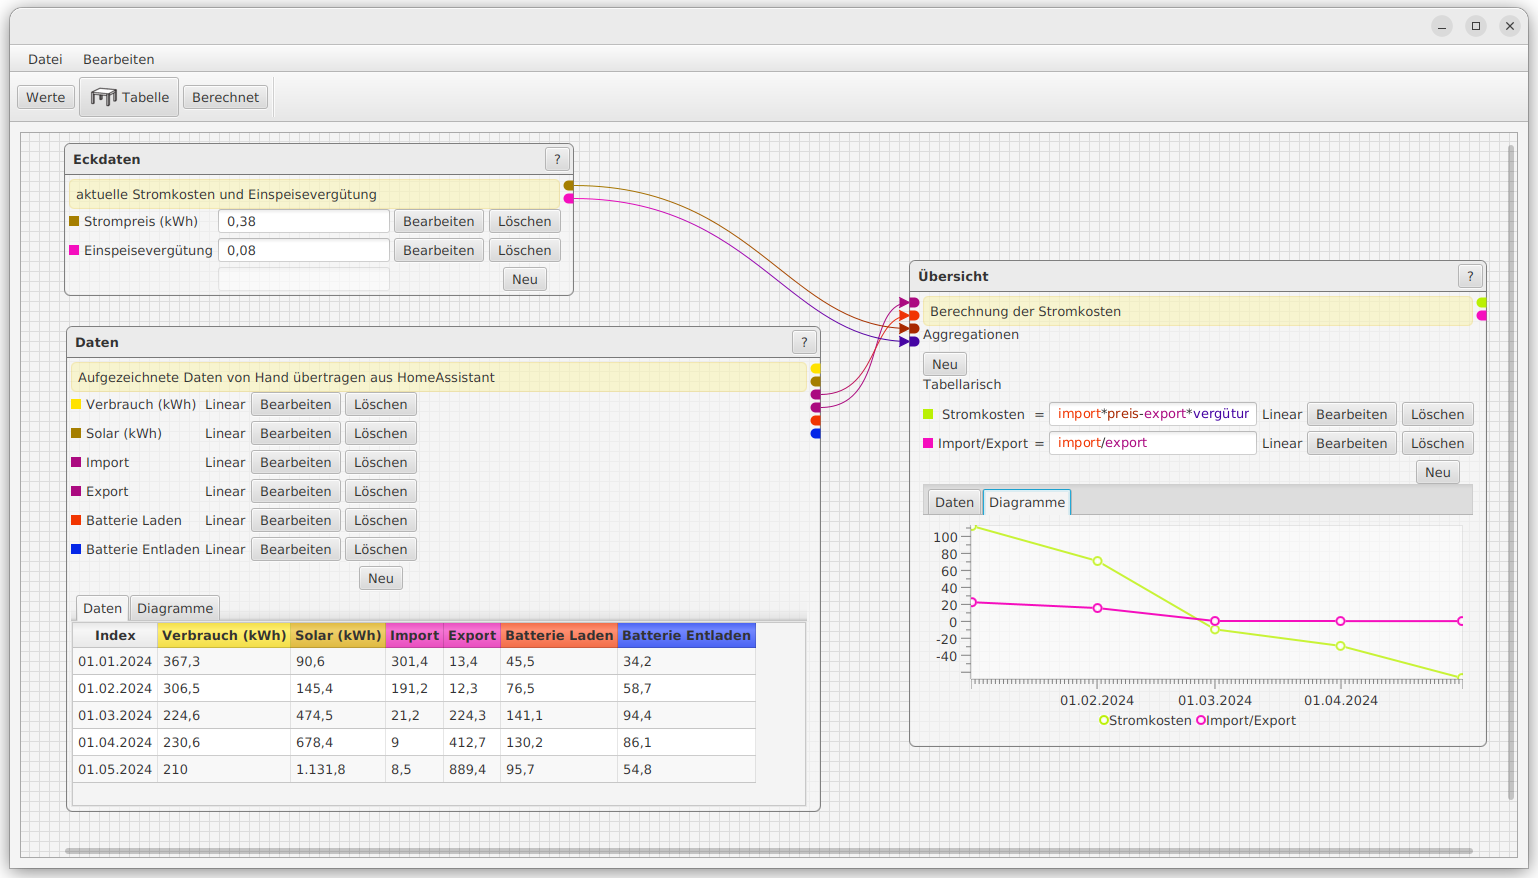 Datei Bearbeiten
Werte Tabelle Berechnet
Eckdaten ?
aktuelle Stromkosten und Einspeisevergütung
Strompreis (kWh) 0,38 Bearbeiten Löschen
Einspeisevergütung 0,08 Bearbeiten Löschen
Neu
Daten ?
Aufgezeichnete Daten von Hand übertragen aus HomeAssistant
Verbrauch (kWh) Linear Bearbeiten Löschen
Solar (kWh) Linear Bearbeiten Löschen
Import Linear Bearbeiten Löschen
Export Linear Bearbeiten Löschen
Batterie Laden Linear Bearbeiten Löschen
Batterie Entladen Linear Bearbeiten Löschen
Neu
Daten Diagramme
Index Verbrauch (kWh) Solar (kWh) Import Export Batterie Laden Batterie Entladen
01.01.2024 367,3 90,6 301,4 13,4 45,5 34,2
01.02.2024 306,5 145,4 191,2 12,3 76,5 58,7
01.03.2024 224,6 474,5 21,2 224,3 141,1 94,4
01.04.2024 230,6 678,4 9 412,7 130,2 86,1
01.05.2024 210 1.131,8 8,5 889,4 95,7 54,8
Übersicht ?
Berechnung der Stromkosten
Aggregationen
Neu
Tabellarisch
Stromkosten = import*preis-export*vergütur Linear Bearbeiten Löschen
Import/Export = import/export Linear Bearbeiten Löschen
Neu
Daten Diagramme
100
80
60
40
20
0
-20
-40
01.02.2024 01.03.2024 01.04.2024
Stromkosten Import/Export